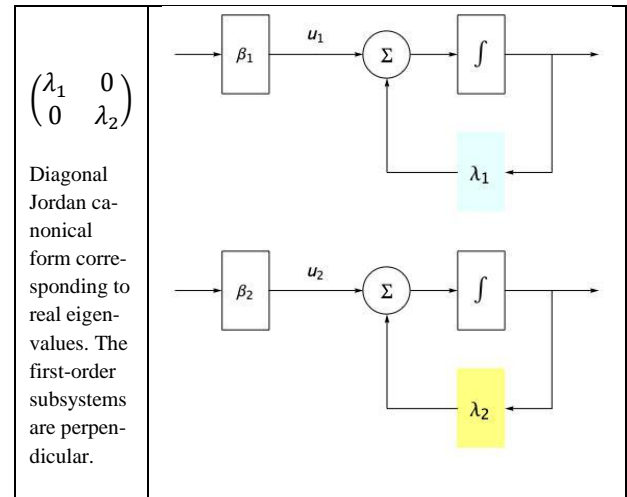 λ₁ 0
0 λ₂
Diagonal
Jordan ca-
nonical
form corre-
sponding to
real eigen-
values. The
first-order
subsystems
are perpen-
dicular.
β₁ u₁ Σ ∫
λ₁
β₂ u₂ Σ ∫
λ₂